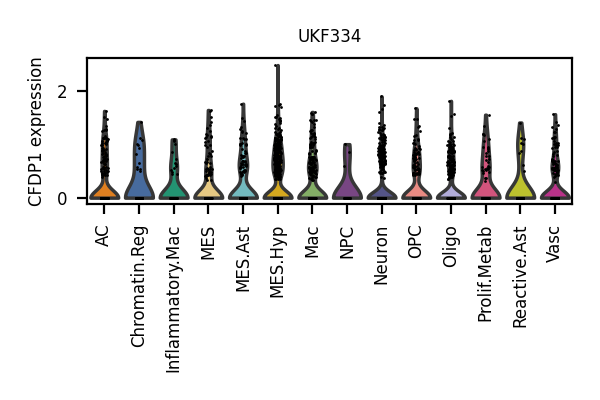 UKF334
CFDP1 expression
2
0
AC
Chromatin.Reg
Inflammatory.Mac
MES
MES.Ast
MES.Hyp
Mac
NPC
Neuron
OPC
Oligo
Prolif.Metab
Reactive.Ast
Vasc